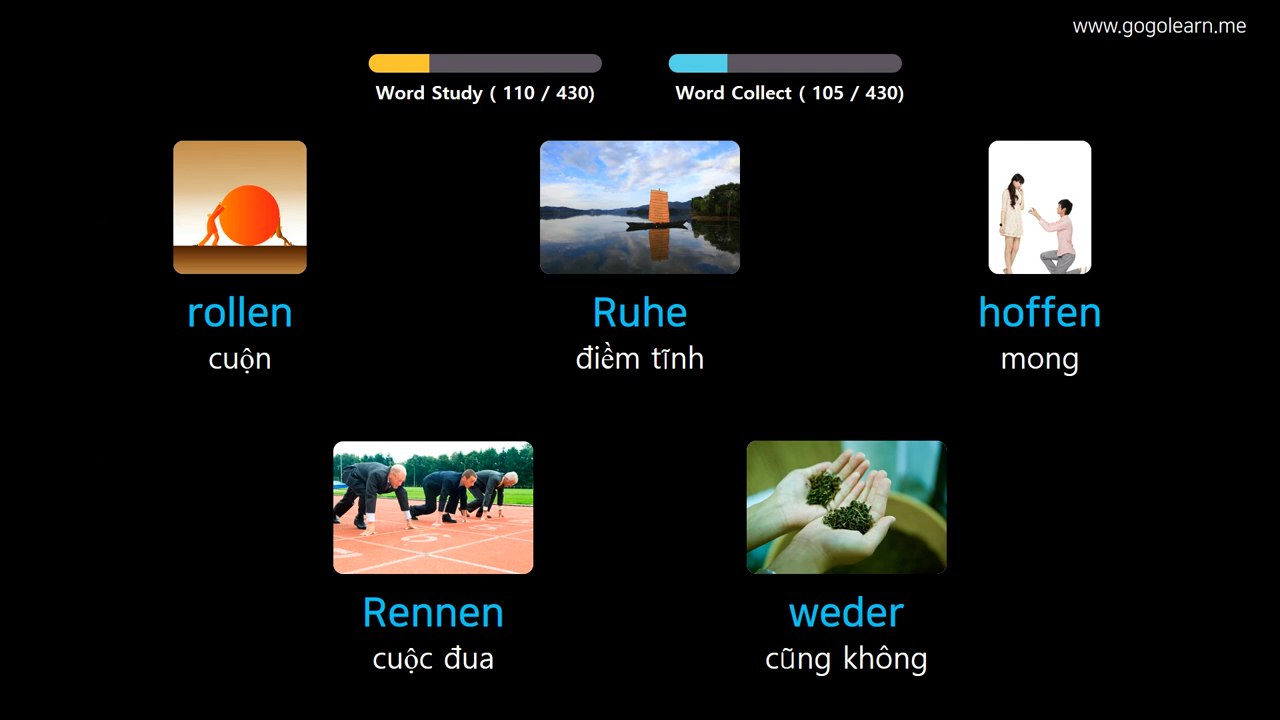 www.gogolearn.me
Word Study ( 110 / 430)
Word Collect ( 105 / 430)
rollen
cuộn
Ruhe
điềm tĩnh
hoffen
mong
Rennen
cuộc đua
weder
cũng không